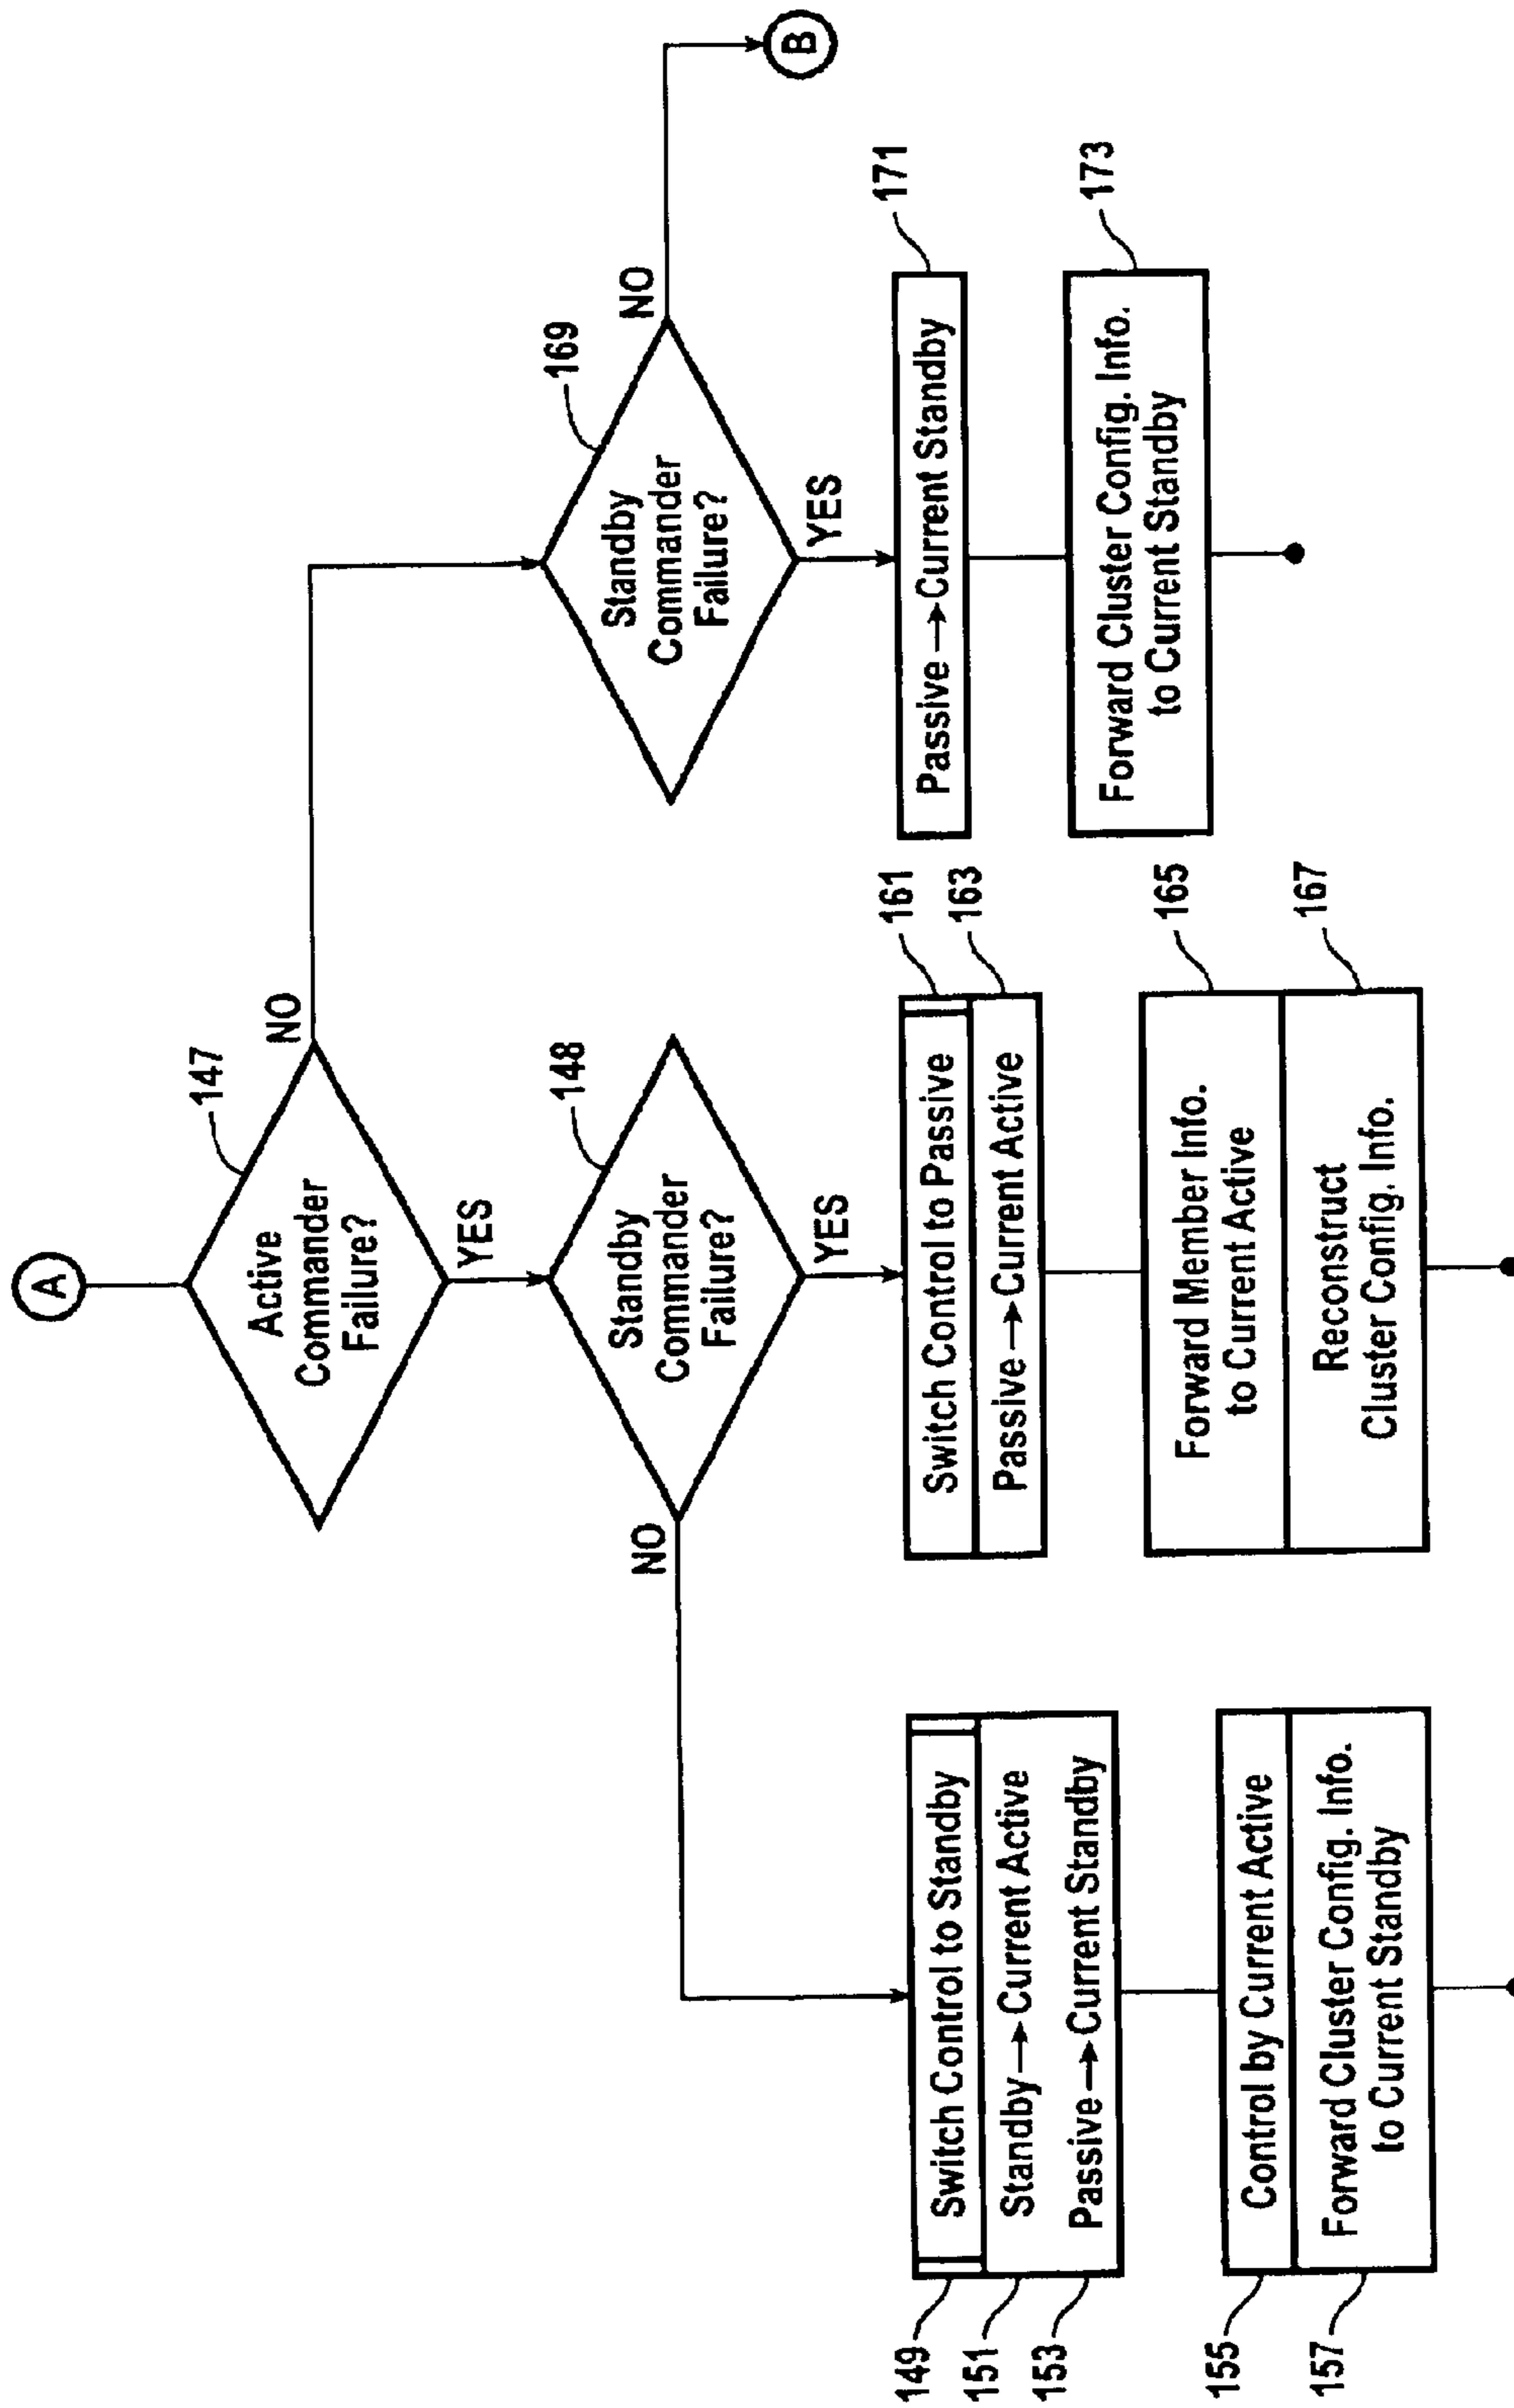 A
Active
Commander
Failure?
147
NO
YES
Standby
Commander
Failure?
148
NO
YES
Standby
Commander
Failure?
169
NO
YES
B
149
Switch Control to Standby
151
Standby→Current Active
153
Passive→Current Standby
155
Control by Current Active
157
Forward Cluster Config. Info.
to Current Standby
Switch Control to Passive
161
Passive→Current Active
163
Forward Member Info.
to Current Active
165
Reconstruct
Cluster Config. Info.
167
Passive→Current Standby
171
Forward Cluster Config. Info.
to Current Standby
173